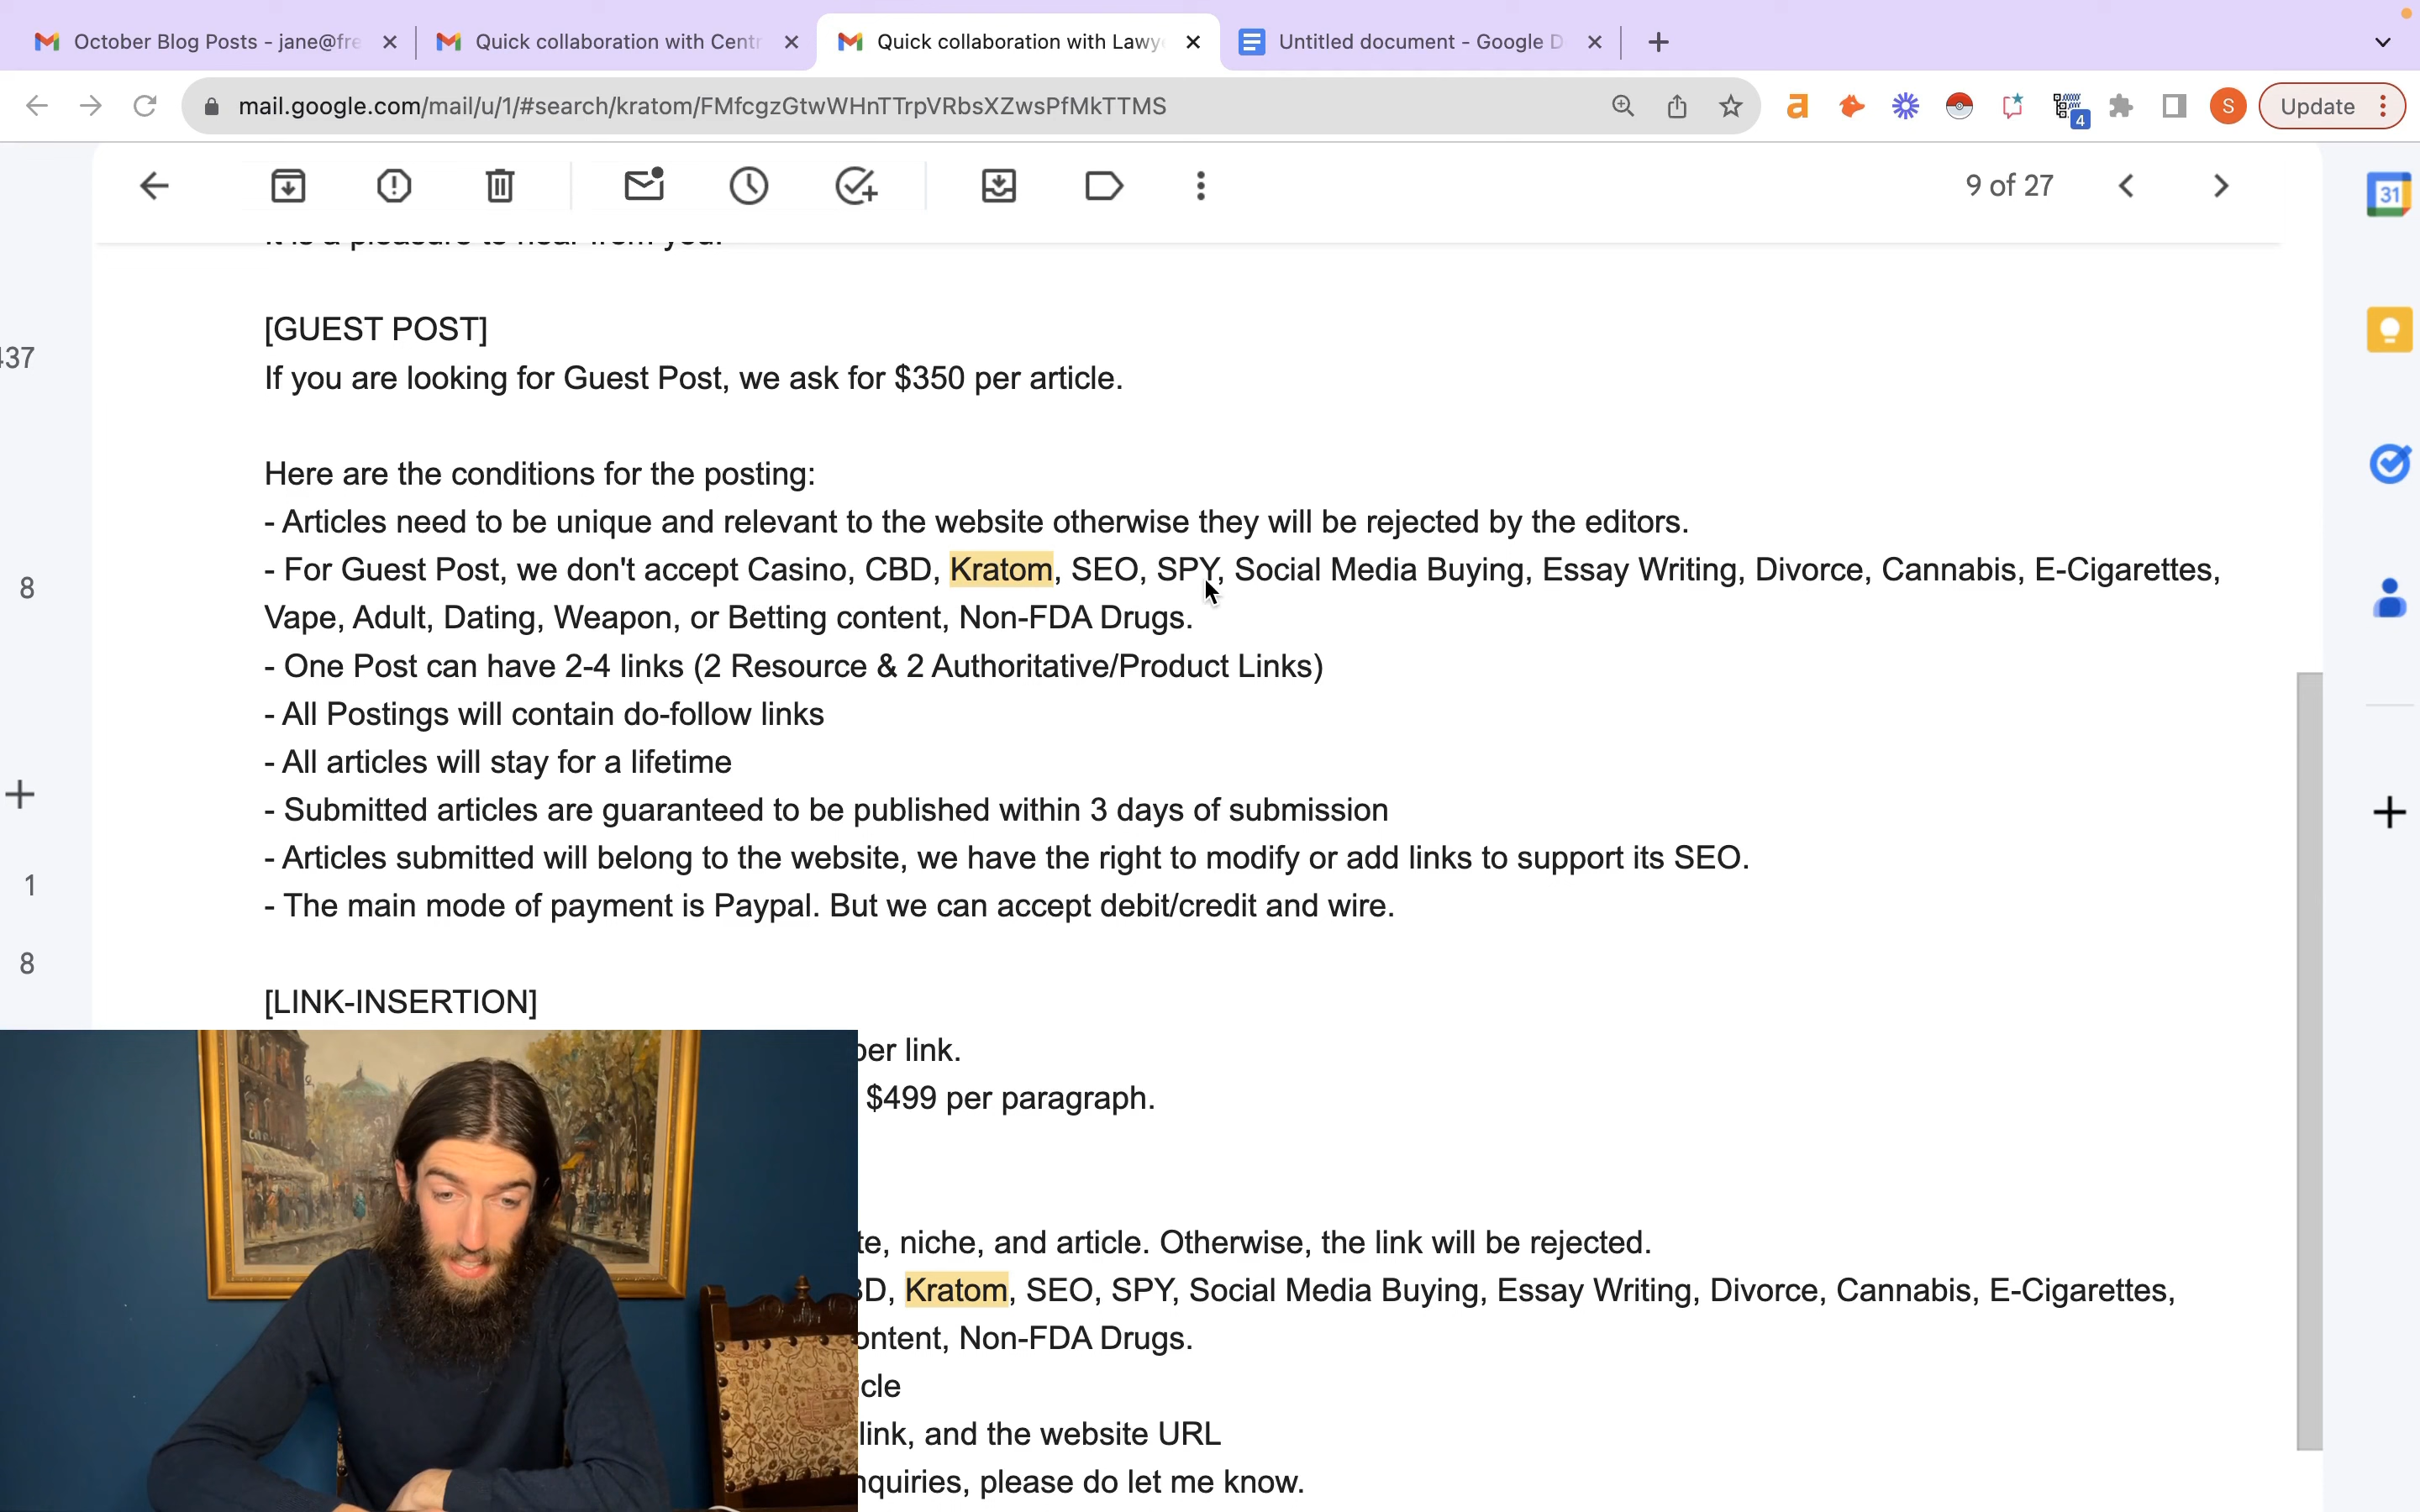 October Blog Posts - jane@fre
Quick collaboration with Centr
Quick collaboration with Lawy
Untitled document - Google D
mail.google.com/mail/u/1/#search/kratom/FMfcgzGtwWHnTTrpVRbsXZwsPfMkTTMS
4
S
Update
9 of 27
31
[GUEST POST]
If you are looking for Guest Post, we ask for $350 per article.
Here are the conditions for the posting:
- Articles need to be unique and relevant to the website otherwise they will be rejected by the editors.
- For Guest Post, we don't accept Casino, CBD, Kratom, SEO, SPY, Social Media Buying, Essay Writing, Divorce, Cannabis, E-Cigarettes,
Vape, Adult, Dating, Weapon, or Betting content, Non-FDA Drugs.
- One Post can have 2-4 links (2 Resource & 2 Authoritative/Product Links)
- All Postings will contain do-follow links
- All articles will stay for a lifetime
- Submitted articles are guaranteed to be published within 3 days of submission
- Articles submitted will belong to the website, we have the right to modify or add links to support its SEO.
- The main mode of payment is Paypal. But we can accept debit/credit and wire.
[LINK-INSERTION]
per link.
$499 per paragraph.
te, niche, and article. Otherwise, the link will be rejected.
BD, Kratom, SEO, SPY, Social Media Buying, Essay Writing, Divorce, Cannabis, E-Cigarettes,
ontent, Non-FDA Drugs.
cle
link, and the website URL
nquiries, please do let me know.
37
8
1
8